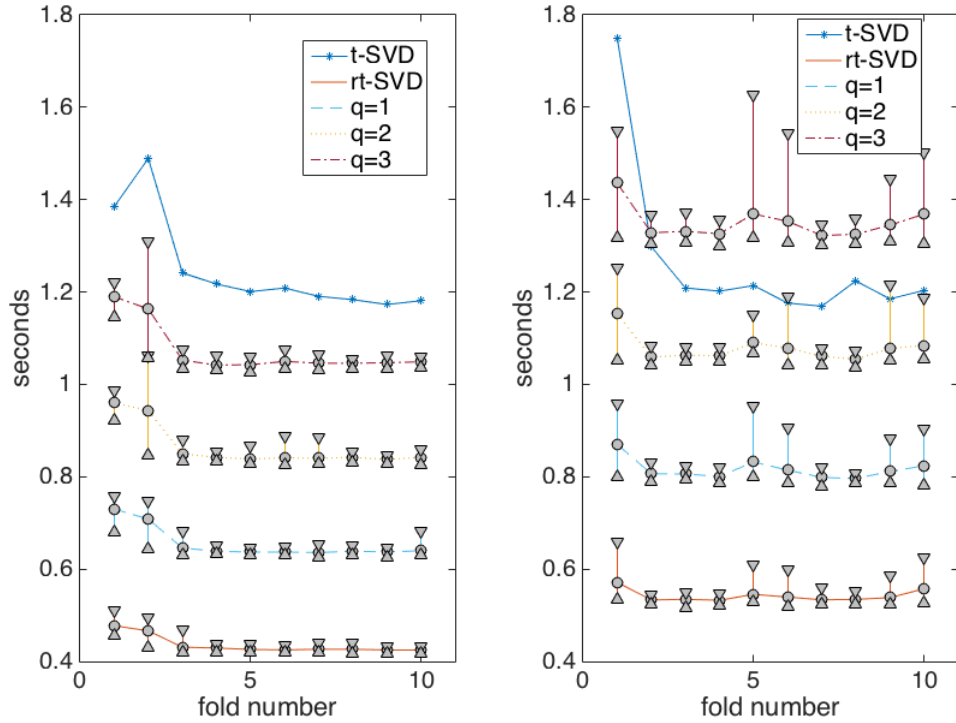 1.8
1.6
1.4
1.2
1
0.8
0.6
0.4
0
5
10
seconds
fold number
t-SVD
rt-SVD
q=1
q=2
q=3
1.8
1.6
1.4
1.2
1
0.8
0.6
0.4
0
5
10
seconds
fold number
t-SVD
rt-SVD
q=1
q=2
q=3